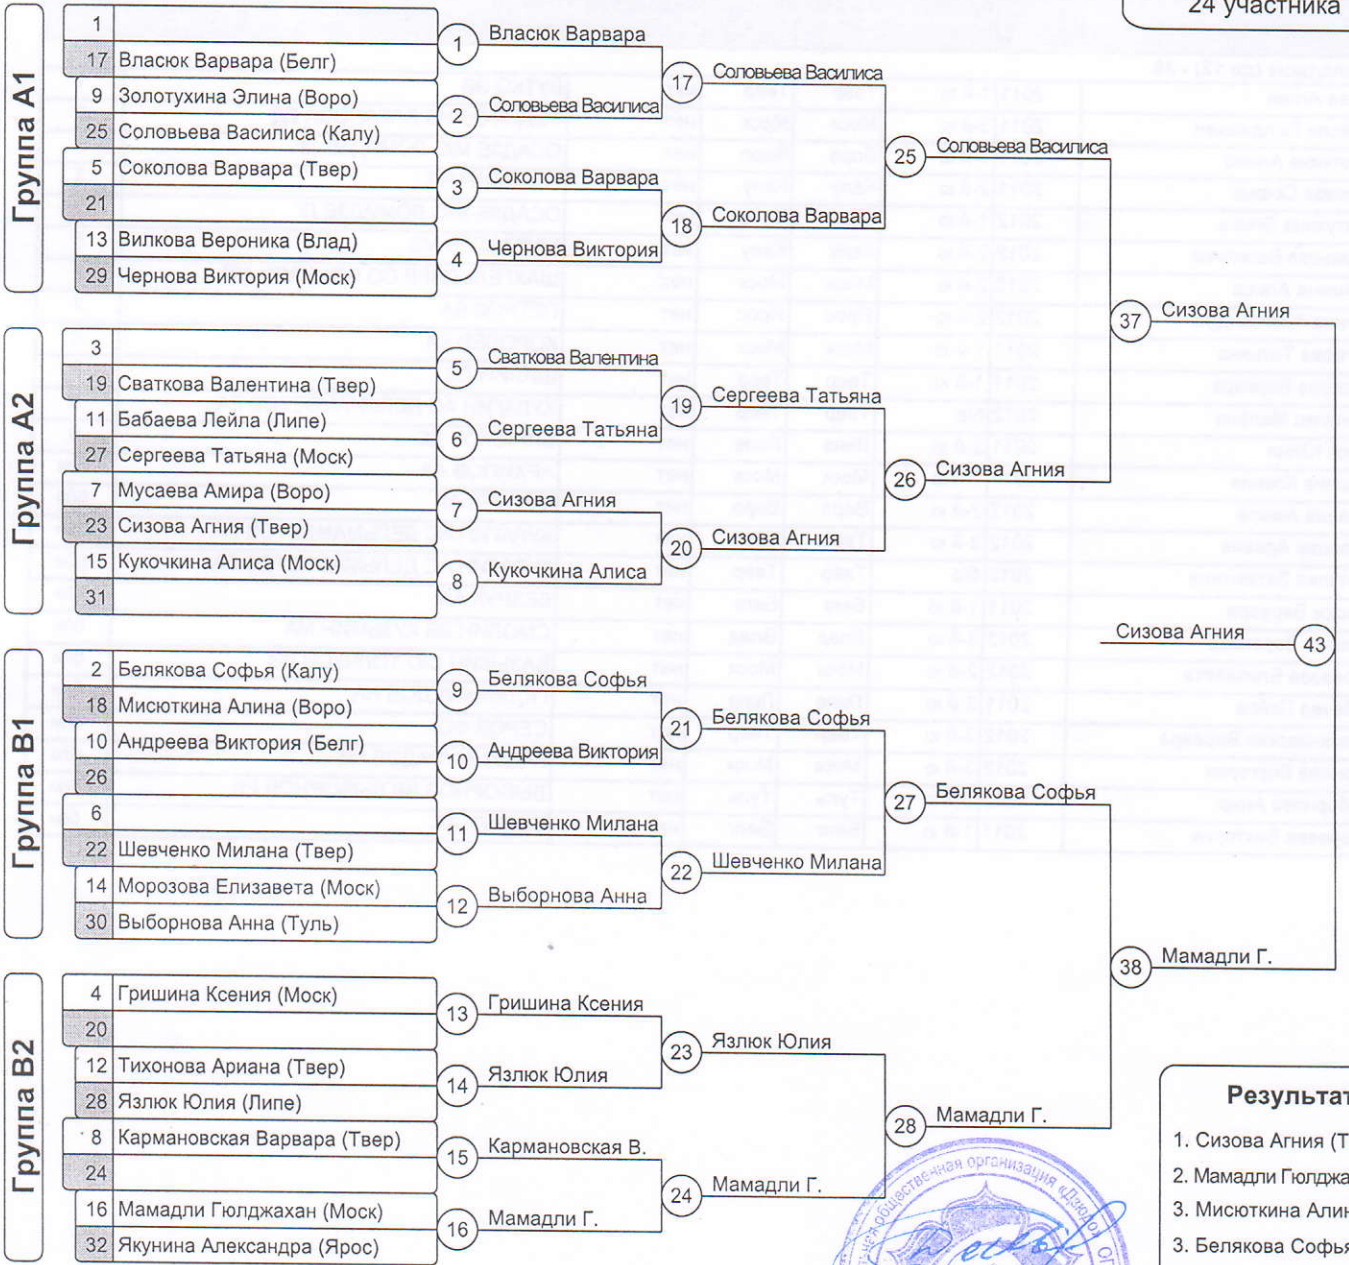 24 участника
Группа A1
1
17 Власюк Варвара (Белг)
9 Золотухина Элина (Воро)
25 Соловьева Василиса (Калу)
5 Соколова Варвара (Твер)
21
13 Вилкова Вероника (Влад)
29 Чернова Виктория (Моск)
1 Власюк Варвара
2 Соловьева Василиса
3 Соколова Варвара
4 Чернова Виктория
17 Соловьева Василиса
18 Соколова Варвара
25 Соловьева Василиса
Группа A2
3
19 Сваткова Валентина (Твер)
11 Бабаева Лейла (Липе)
27 Сергеева Татьяна (Моск)
7 Мусаева Амира (Воро)
23 Сизова Агния (Твер)
15 Кукочкина Алиса (Моск)
31
5 Сваткова Валентина
6 Сергеева Татьяна
7 Сизова Агния
8 Кукочкина Алиса
19 Сергеева Татьяна
20 Сизова Агния
26 Сизова Агния
37 Сизова Агния
Группа B1
2 Белякова Софья (Калу)
18 Мисюткина Алина (Воро)
10 Андреева Виктория (Белг)
26
6
22 Шевченко Милана (Твер)
14 Морозова Елизавета (Моск)
30 Выборнова Анна (Туль)
9 Белякова Софья
10 Андреева Виктория
11 Шевченко Милана
12 Выборнова Анна
21 Белякова Софья
22 Шевченко Милана
27 Белякова Софья
Сизова Агния 43
Группа B2
4 Гришина Ксения (Моск)
20
12 Тихонова Ариана (Твер)
28 Язлюк Юлия (Липе)
8 Кармановская Варвара (Твер)
24
16 Мамадли Гюлджахан (Моск)
32 Якунина Александра (Ярос)
13 Гришина Ксения
14 Язлюк Юлия
15 Кармановская В.
16 Мамадли Г.
23 Язлюк Юлия
24 Мамадли Г.
28 Мамадли Г.
38 Мамадли Г.
общественная организация «Дзюдо
Результат
1. Сизова Агния (Т
2. Мамадли Гюлджа
3. Мисюткина Алин
3. Белякова Софья